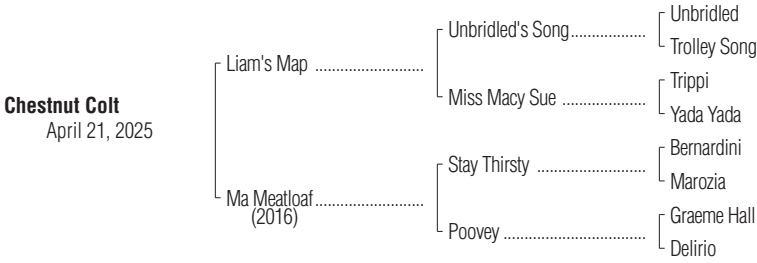 Chestnut Colt
April 21, 2025
Liam's Map ..........................
Ma Meatloaf..........................
(2016)
Unbridled's Song..................
Miss Macy Sue ....................
Stay Thirsty ..........................
Poovey ...................................
Unbridled
Trolley Song
Trippi
Yada Yada
Bernardini
Marozia
Graeme Hall
Delirio